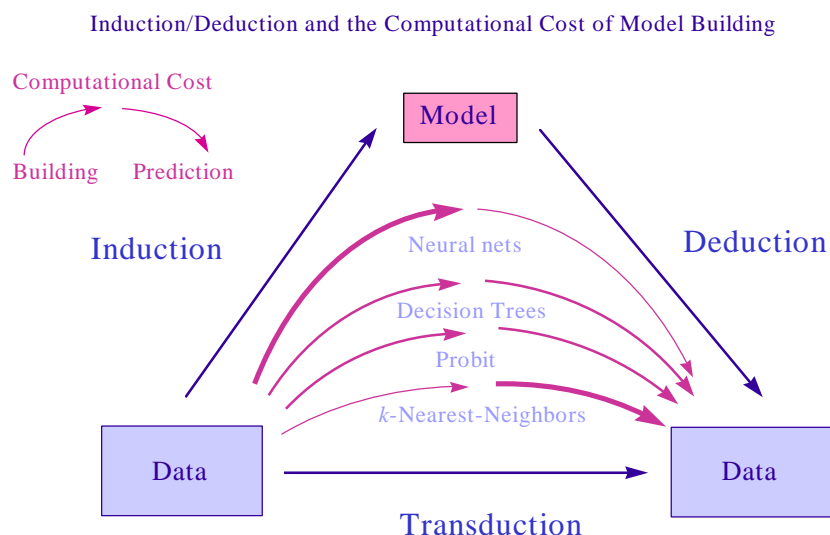 Induction/Deduction and the Computational Cost of Model Building
Computational Cost
Building
Prediction
Model
Induction
Deduction
Neural nets
Decision Trees
Probit
k-Nearest-Neighbors
Data
Data
Transduction